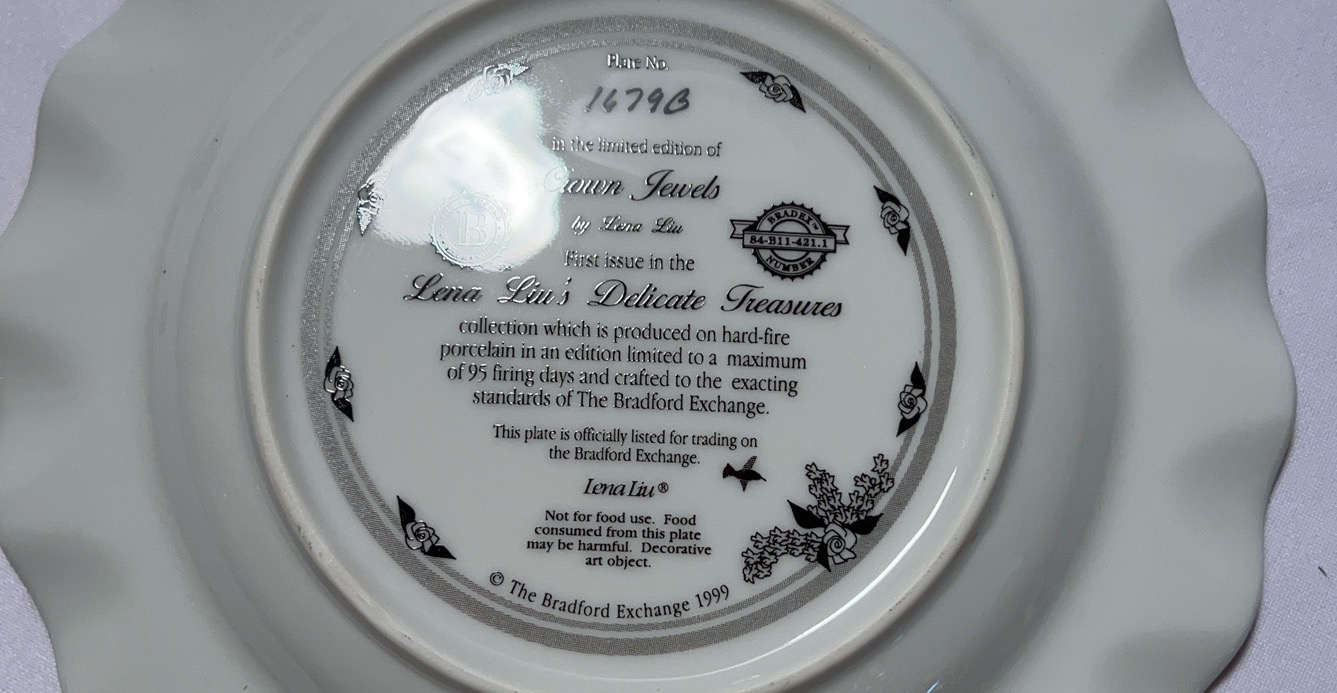 Plate No.
1679B
in the limited edition of
Crown Jewels
by Lena Liu
BRADEX™
84-B11-421.1
NUMBER
First issue in the
Lena Liu's Delicate Treasures
collection which is produced on hard-fire
porcelain in an edition limited to a maximum
of 95 firing days and crafted to the exacting
standards of The Bradford Exchange.
This plate is officially listed for trading on
the Bradford Exchange.
Lena Liu®
Not for food use. Food
consumed from this plate
may be harmful. Decorative
art object.
© The Bradford Exchange 1999
B